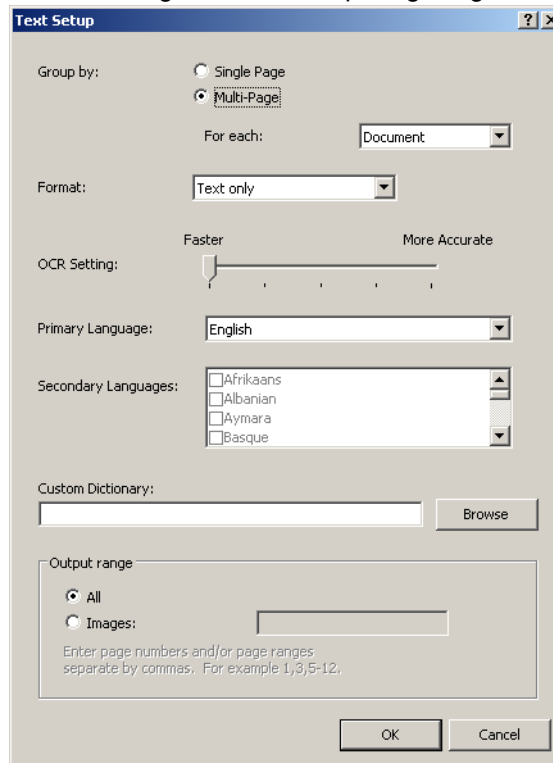 Text Setup
Group by:
Single Page
Multi-Page
For each:
Document
Format:
Text only
Faster
More Accurate
OCR Setting:
Primary Language:
English
Secondary Languages:
Afrikaans
Albanian
Aymara
Basque
Custom Dictionary:
Browse
Output range
All
Images:
Enter page numbers and/or page ranges
separate by commas. For example 1,3,5-12.
OK
Cancel